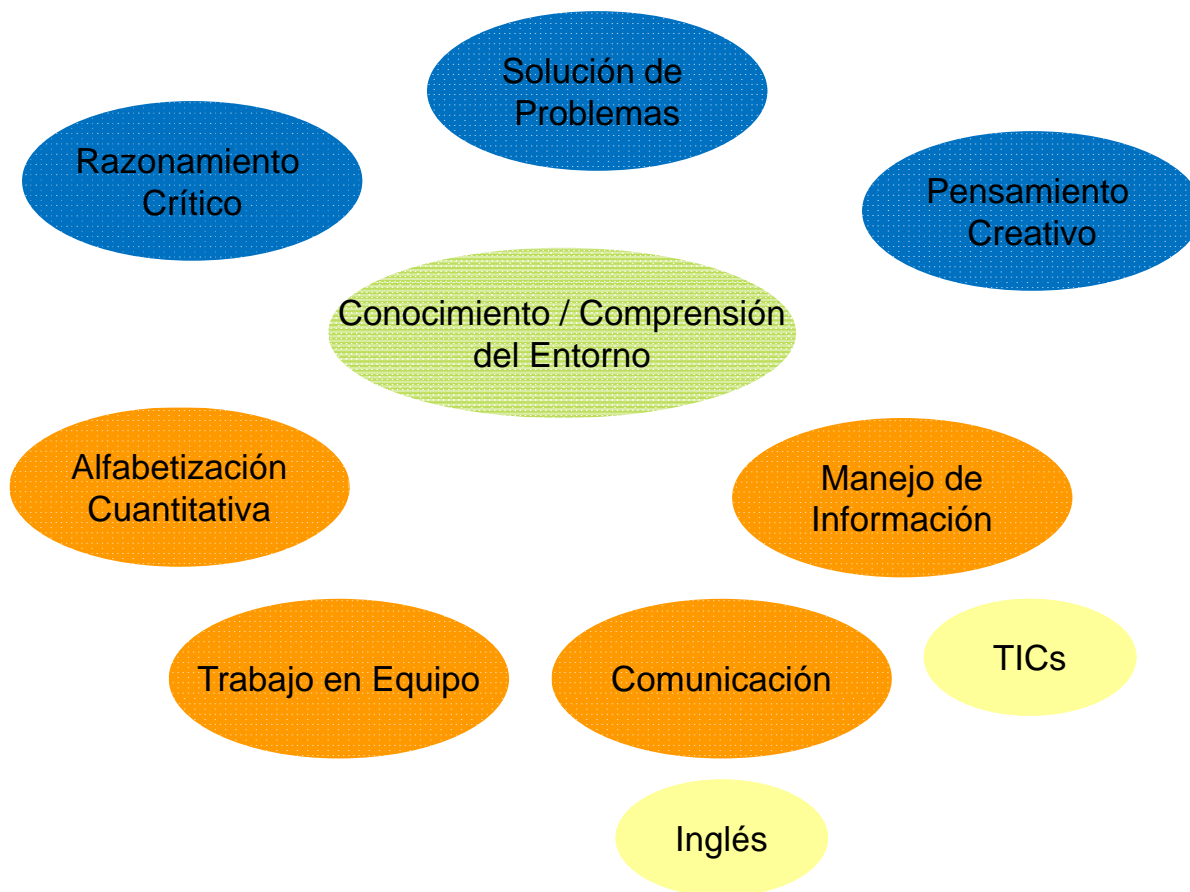 Solución de
Problemas
Razonamiento
Crítico
Pensamiento
Creativo
Conocimiento / Comprensión
del Entorno
Alfabetización
Cuantitativa
Manejo de
Información
Trabajo en Equipo
Comunicación
TICs
Inglés